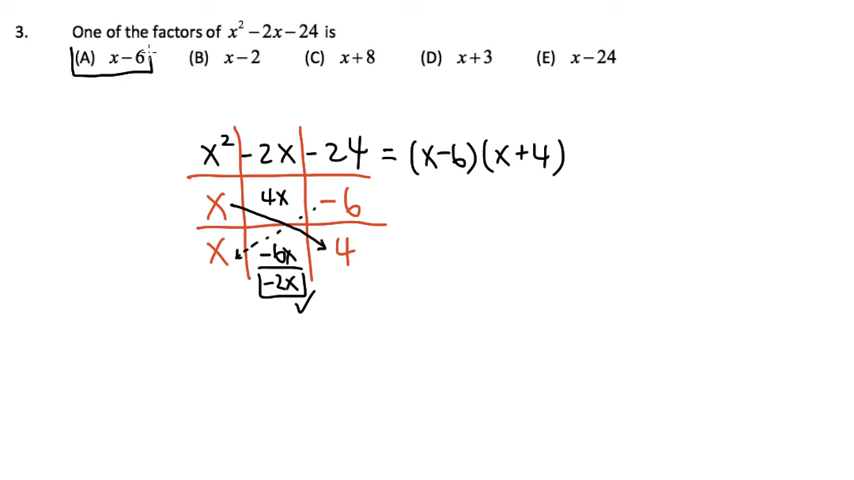 3. One of the factors of x² − 2x − 24 is
(A) x − 6 (B) x − 2 (C) x + 8 (D) x + 3 (E) x − 24
x² - 2x - 24 = (x-6)(x+4)
x 4x -6
x -6x 4
-2x ✓